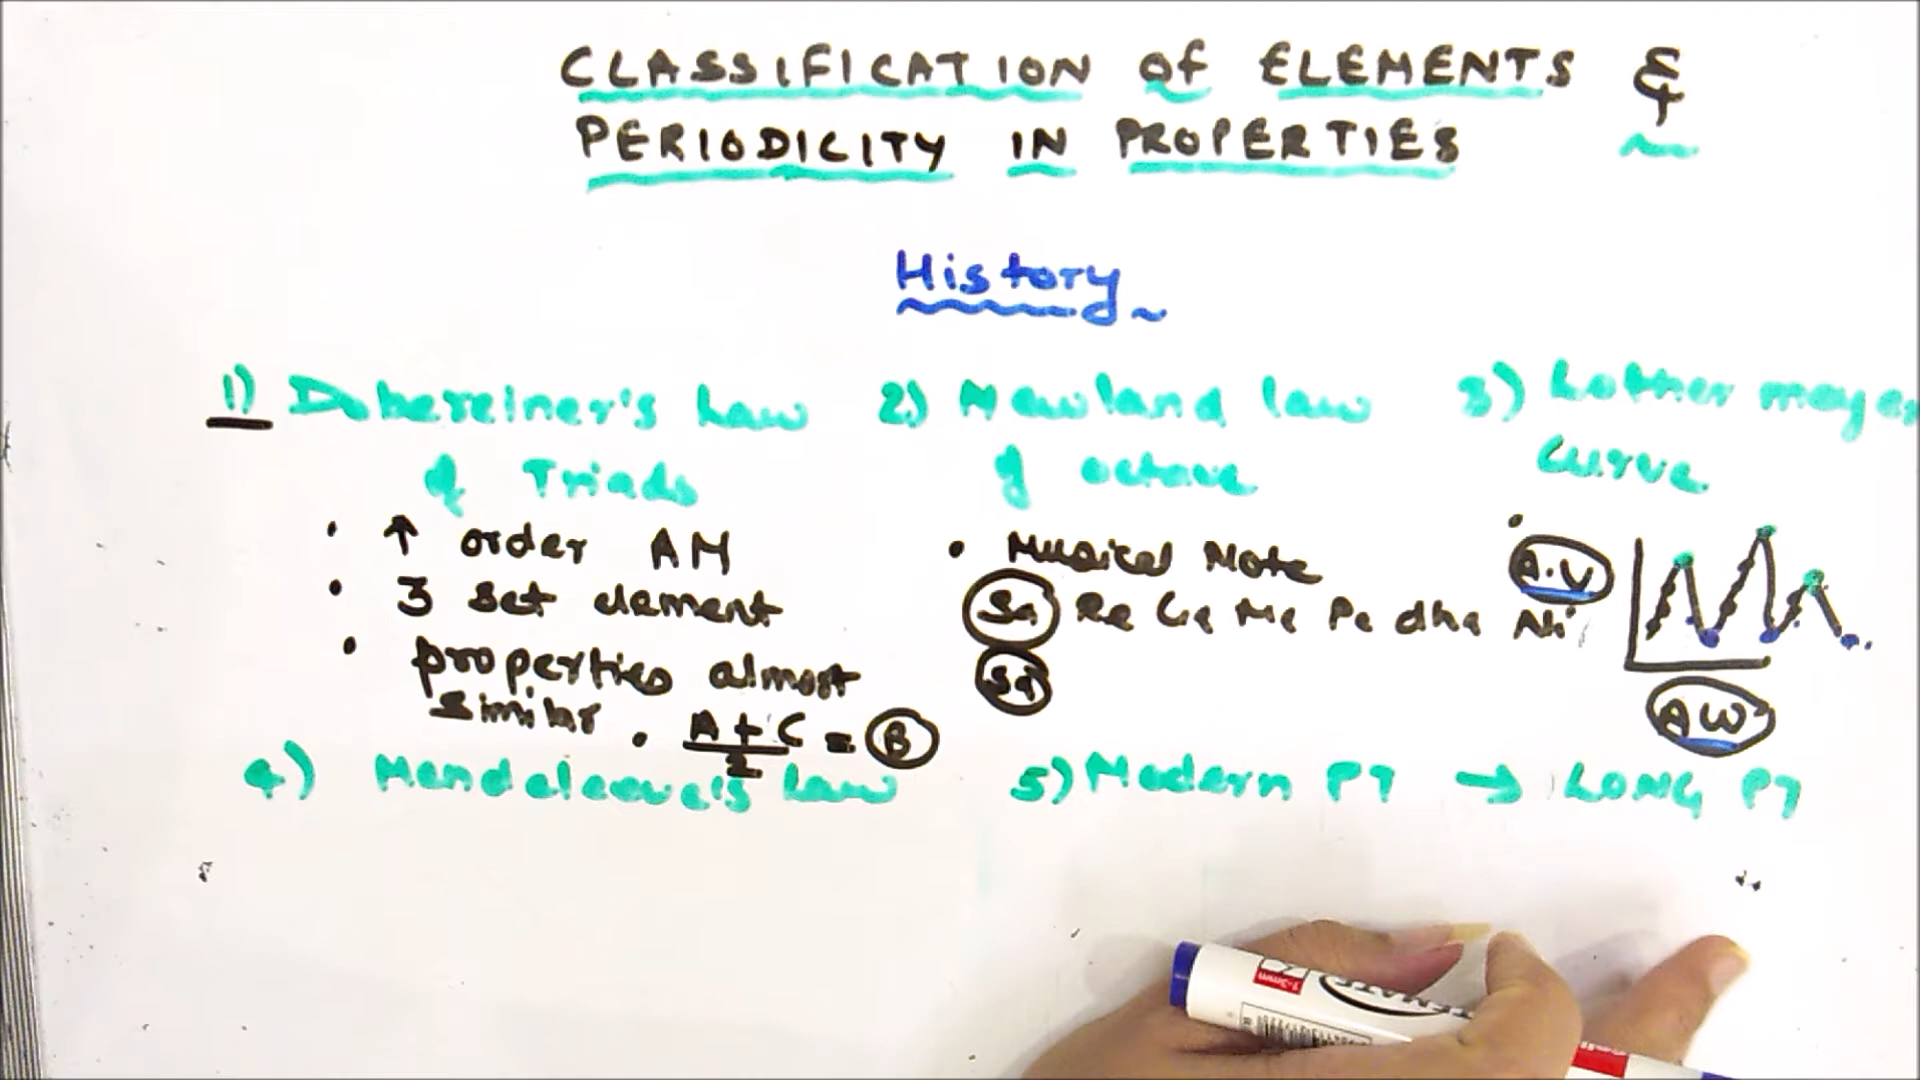 CLASSIFICATION of ELEMENTS &
PERIODICITY IN PROPERTIES
History
1) Dobereiner's Law
of Triads
• ↑ order AM
• 3 set element
• properties almost
similar • A + C / 2 = B
2) Newland law
of octave
• Musical Note
Sa Re Ga Ma Pa dha Ni
Sa
3) Lother mayer
curve
A.V
AW
4) Mendeleeve's law
5) Modern PT → LONG PT